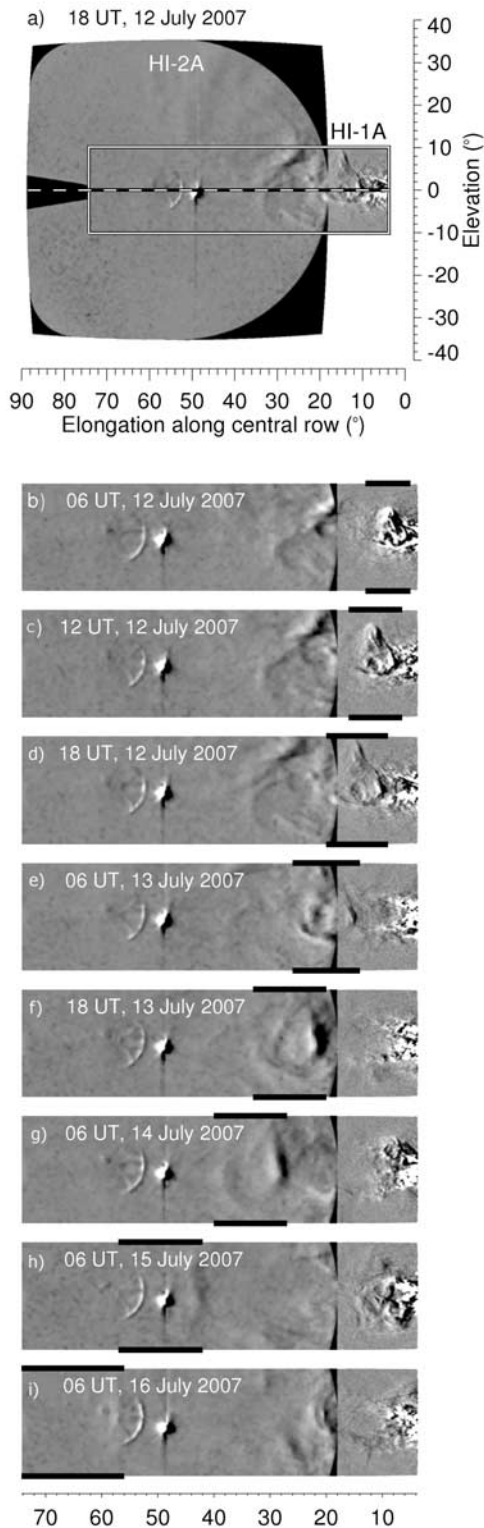 a) 18 UT, 12 July 2007
HI-2A
HI-1A
40
30
20
10
0
-10
-20
-30
-40
Elevation (°)
90 80 70 60 50 40 30 20 10 0
Elongation along central row (°)
b) 06 UT, 12 July 2007
c) 12 UT, 12 July 2007
d) 18 UT, 12 July 2007
e) 06 UT, 13 July 2007
f) 18 UT, 13 July 2007
g) 06 UT, 14 July 2007
h) 06 UT, 15 July 2007
i) 06 UT, 16 July 2007
70 60 50 40 30 20 10